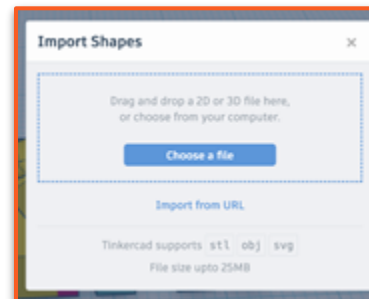 Import Shapes
Drag and drop a 2D or 3D file here,
or choose from your computer.
Choose a file
Import from URL
Tinkercad supports stl obj svg
File size upto 25MB